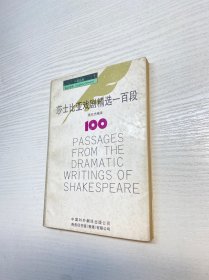 莎士比亚戏剧精选一百段
100
PASSAGES
FROM THE
DRAMATIC
WRITINGS OF
SHAKESPEARE
中国对外翻译出版公司
商务印书馆(香港)有限公司